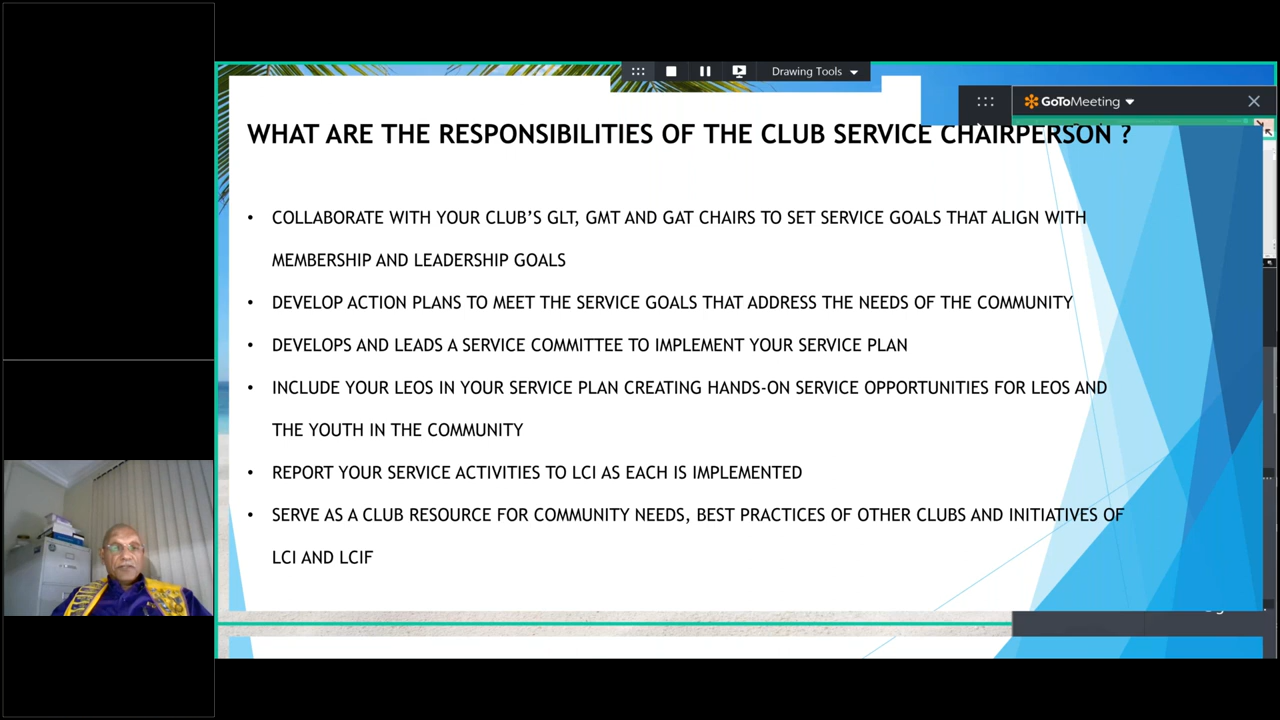 Drawing Tools
GoToMeeting
WHAT ARE THE RESPONSIBILITIES OF THE CLUB SERVICE CHAIRPERSON ?
• COLLABORATE WITH YOUR CLUB’S GLT, GMT AND GAT CHAIRS TO SET SERVICE GOALS THAT ALIGN WITH
MEMBERSHIP AND LEADERSHIP GOALS
• DEVELOP ACTION PLANS TO MEET THE SERVICE GOALS THAT ADDRESS THE NEEDS OF THE COMMUNITY
• DEVELOPS AND LEADS A SERVICE COMMITTEE TO IMPLEMENT YOUR SERVICE PLAN
• INCLUDE YOUR LEOS IN YOUR SERVICE PLAN CREATING HANDS-ON SERVICE OPPORTUNITIES FOR LEOS AND
THE YOUTH IN THE COMMUNITY
• REPORT YOUR SERVICE ACTIVITIES TO LCI AS EACH IS IMPLEMENTED
• SERVE AS A CLUB RESOURCE FOR COMMUNITY NEEDS, BEST PRACTICES OF OTHER CLUBS AND INITIATIVES OF
LCI AND LCIF